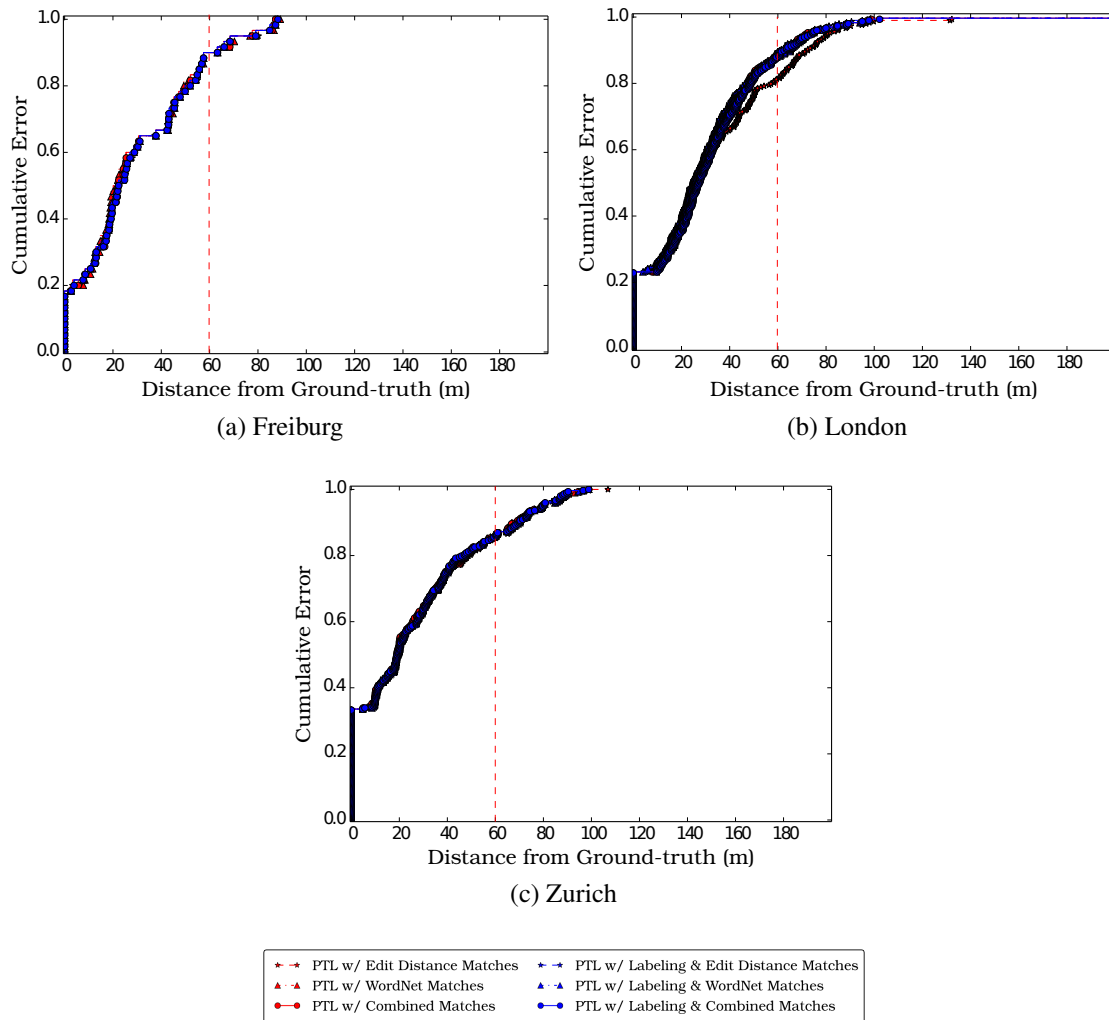 1.0
0.8
0.6
0.4
0.2
0.0
Cumulative Error
0 20 40 60 80 100 120 140 160 180
Distance from Ground-truth (m)
(a) Freiburg
1.0
0.8
0.6
0.4
0.2
0.0
Cumulative Error
0 20 40 60 80 100 120 140 160 180
Distance from Ground-truth (m)
(b) London
1.0
0.8
0.6
0.4
0.2
0.0
Cumulative Error
0 20 40 60 80 100 120 140 160 180
Distance from Ground-truth (m)
(c) Zurich
PTL w/ Edit Distance Matches
PTL w/ WordNet Matches
PTL w/ Combined Matches
PTL w/ Labeling & Edit Distance Matches
PTL w/ Labeling & WordNet Matches
PTL w/ Labeling & Combined Matches